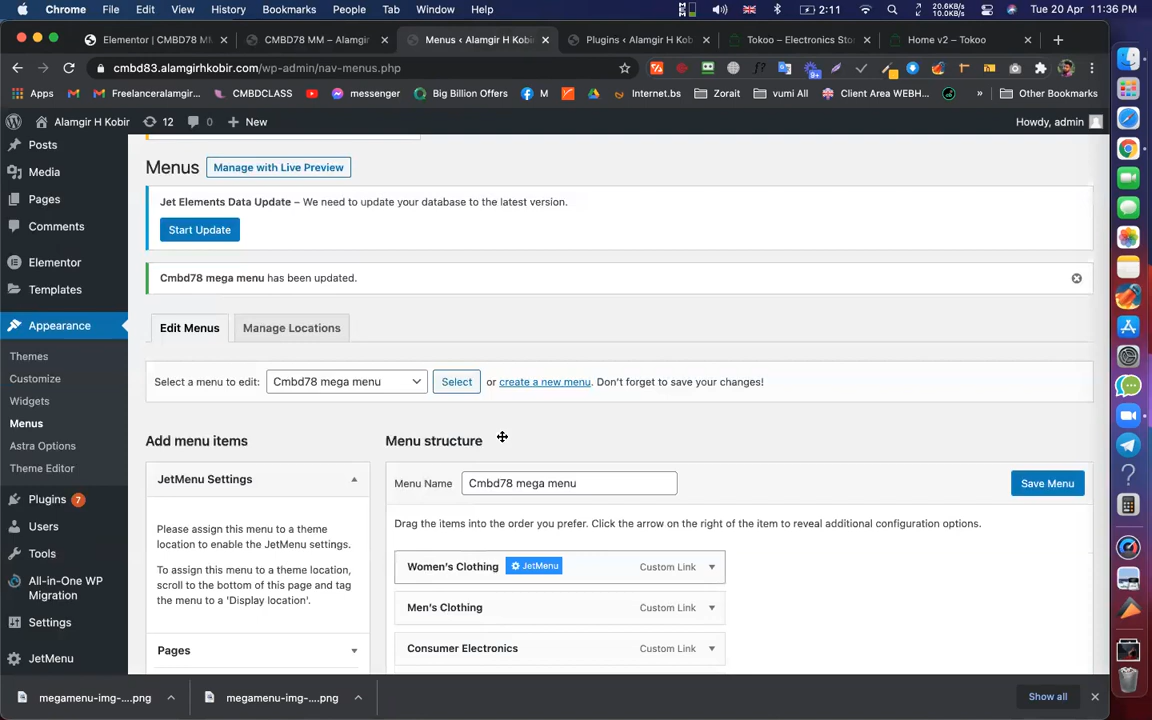 Chrome File Edit View History Bookmarks People Tab Window Help
2:11 20.6KB/s 10.0KB/s Tue 20 Apr 11:36 PM
Elementor | CMBD78 M
CMBD78 MM – Alamgir
Menus ‹ Alamgir H Kobir
Plugins ‹ Alamgir H Kob
Tokoo – Electronics Sto
Home v2 – Tokoo
cmbd83.alamgirhkobir.com/wp-admin/nav-menus.php
f? 9+
Apps Freelanceralamgir... CMBDCLASS messenger Big Billion Offers M Internet.bs Zorait vumi All Client Area WEBH... » Other Bookmarks
Alamgir H Kobir 12 0 New Howdy, admin
Posts
Media
Pages
Comments
Elementor
Templates
Appearance
Themes
Customize
Widgets
Menus
Astra Options
Theme Editor
Plugins 7
Users
Tools
All-in-One WP
Migration
Settings
JetMenu
Menus Manage with Live Preview
Jet Elements Data Update – We need to update your database to the latest version.
Start Update
Cmbd78 mega menu has been updated.
Edit Menus Manage Locations
Select a menu to edit: Cmbd78 mega menu Select or create a new menu. Don't forget to save your changes!
Add menu items
JetMenu Settings
Please assign this menu to a theme
location to enable the JetMenu settings.
To assign this menu to a theme location,
scroll to the bottom of this page and tag
the menu to a 'Display location'.
Pages
Menu structure
Menu Name Cmbd78 mega menu Save Menu
Drag the items into the order you prefer. Click the arrow on the right of the item to reveal additional configuration options.
Women's Clothing JetMenu Custom Link
Men's Clothing Custom Link
Consumer Electronics Custom Link
megamenu-img-....png
megamenu-img-....png
Show all